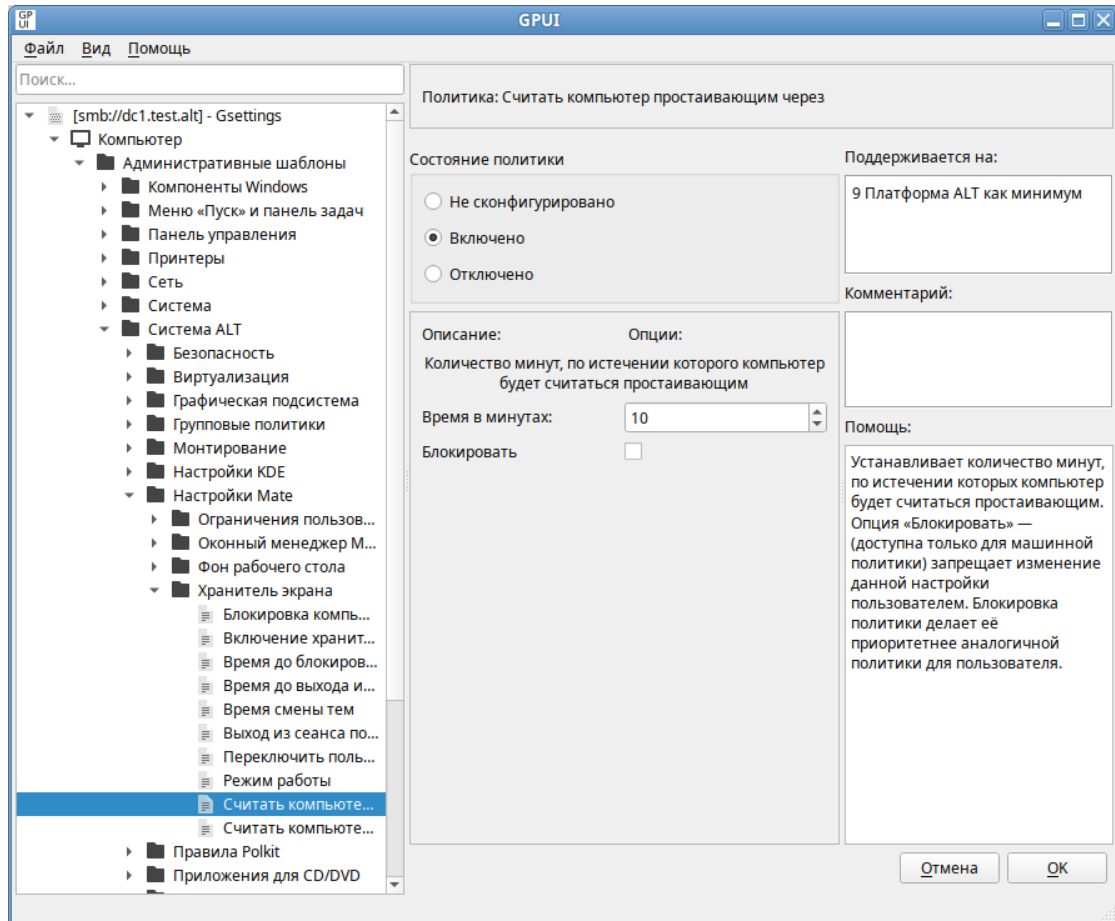 GPUI
GPUI
Файл Вид Помощь
Поиск...
[smb://dc1.test.alt] - Gsettings
Компьютер
Административные шаблоны
Компоненты Windows
Меню «Пуск» и панель задач
Панель управления
Принтеры
Сеть
Система
Система ALT
Безопасность
Виртуализация
Графическая подсистема
Групповые политики
Монтирование
Настройки KDE
Настройки Mate
Ограничения пользов...
Оконный менеджер М...
Фон рабочего стола
Хранитель экрана
Блокировка компь...
Включение хранит...
Время до блокиров...
Время до выхода и...
Время смены тем
Выход из сеанса по...
Переключить поль...
Режим работы
Считать компьюте...
Считать компьюте...
Правила Polkit
Приложения для CD/DVD
Политика: Считать компьютер простаивающим через
Состояние политики
Не сконфигурировано
Включено
Отключено
Описание: Опции:
Количество минут, по истечении которого компьютер
будет считаться простаивающим
Время в минутах: 10
Блокировать
Поддерживается на:
9 Платформа ALT как минимум
Комментарий:
Помощь:
Устанавливает количество минут,
по истечении которых компьютер
будет считаться простаивающим.
Опция «Блокировать» —
(доступна только для машинной
политики) запрещает изменение
данной настройки
пользователем. Блокировка
политики делает её
приоритетнее аналогичной
политики для пользователя.
Отмена OK